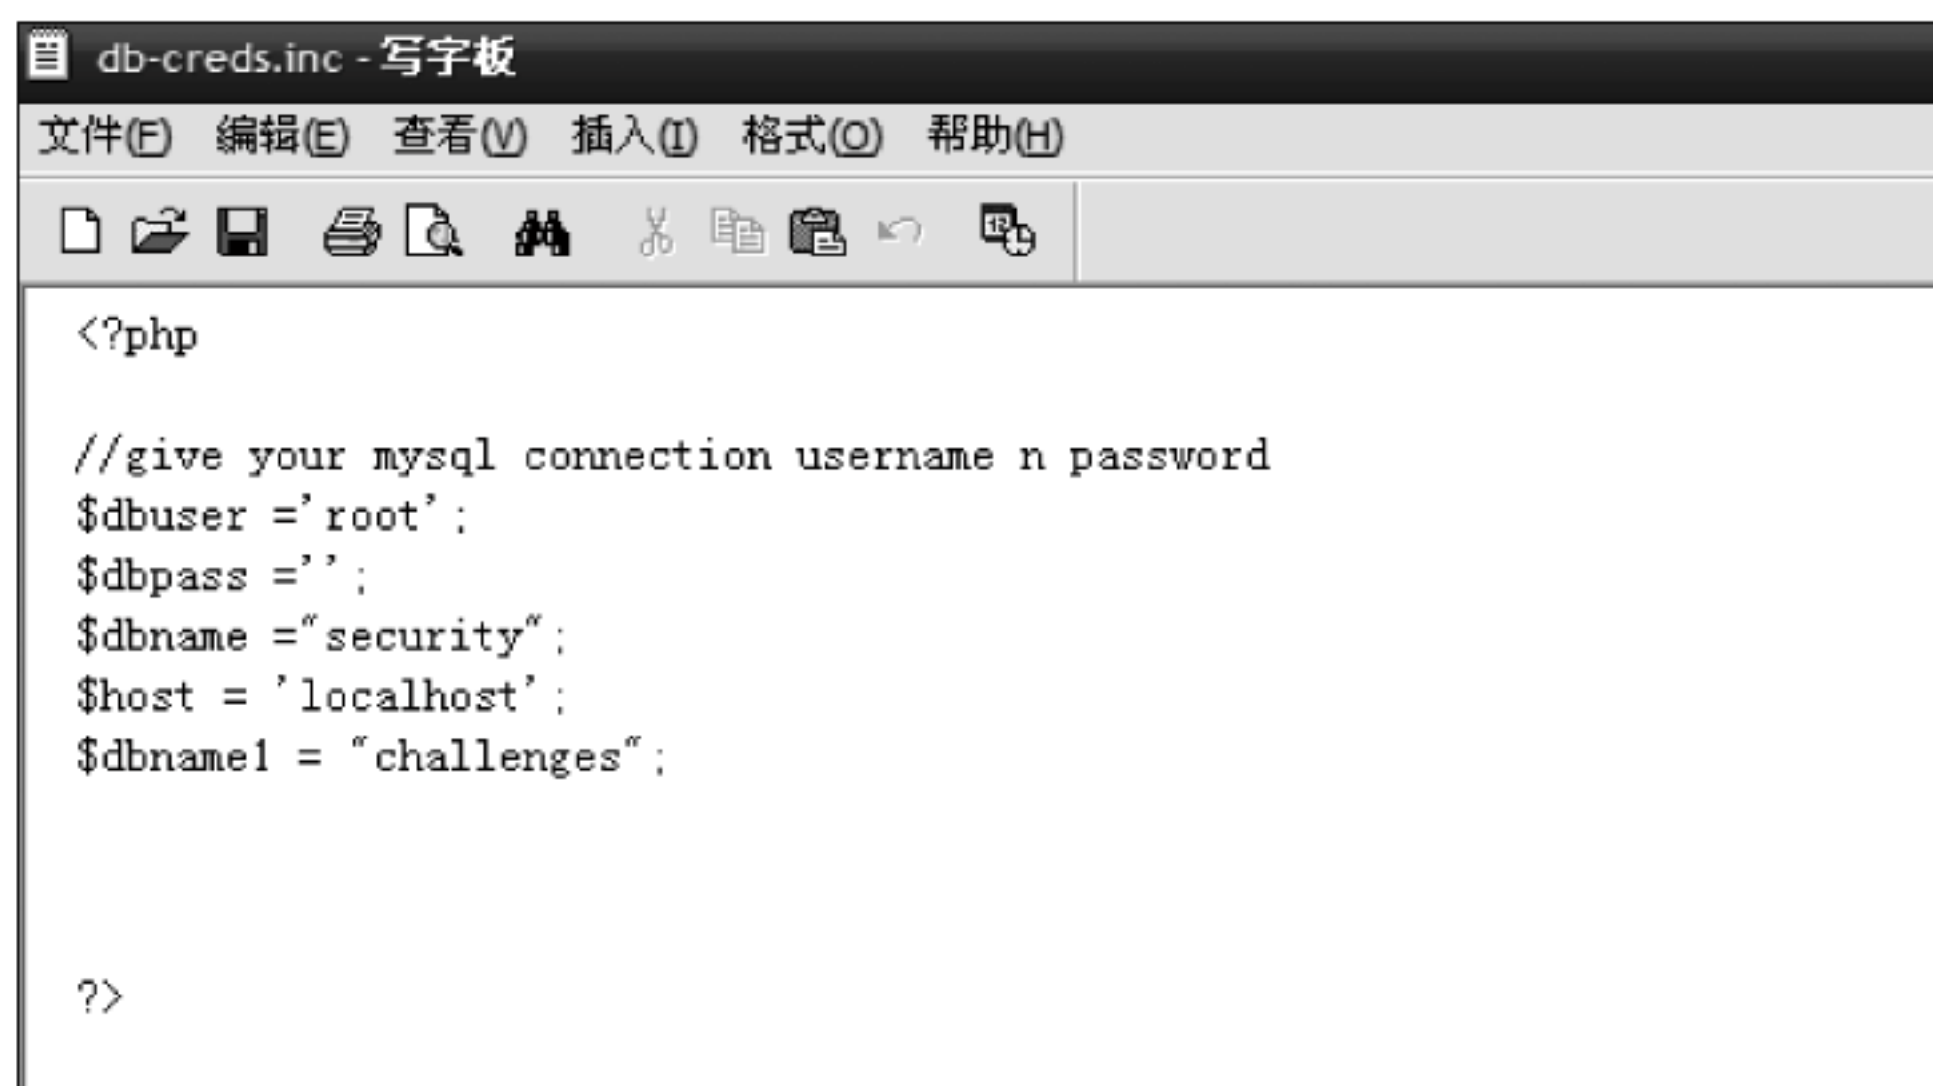 db-creds.inc - 写字板
文件(F) 编辑(E) 查看(V) 插入(I) 格式(O) 帮助(H)
<?php
//give your mysql connection username n password
$dbuser ='root';
$dbpass ='';
$dbname ="security";
$host = 'localhost';
$dbname1 = "challenges";
?>